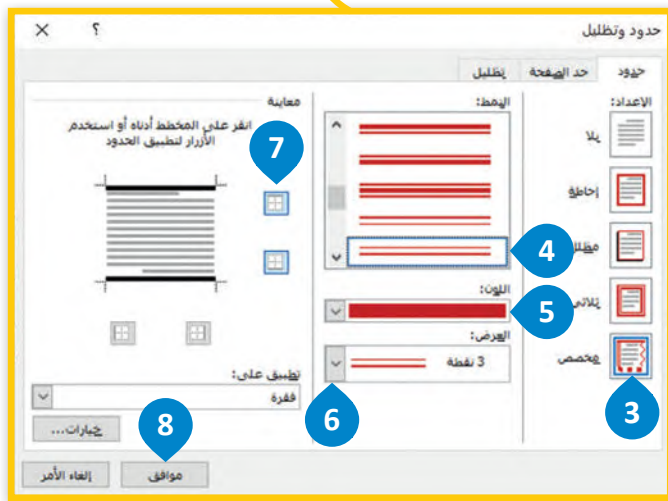 حدود وتظليل
؟ ×
حدود حد الصفحة تظليل
الاعداد:
بلا
إحاطة
ثلاثي
مخصص
3
النمط:
4
اللون:
5
العرض:
3 نقطة
6
معاينة
انقر على المخطط أدناه أو استخدم
الأزرار لتطبيق الحدود
7
تطبيق على:
فقرة
خيارات...
8
موافق إلغاء الأمر